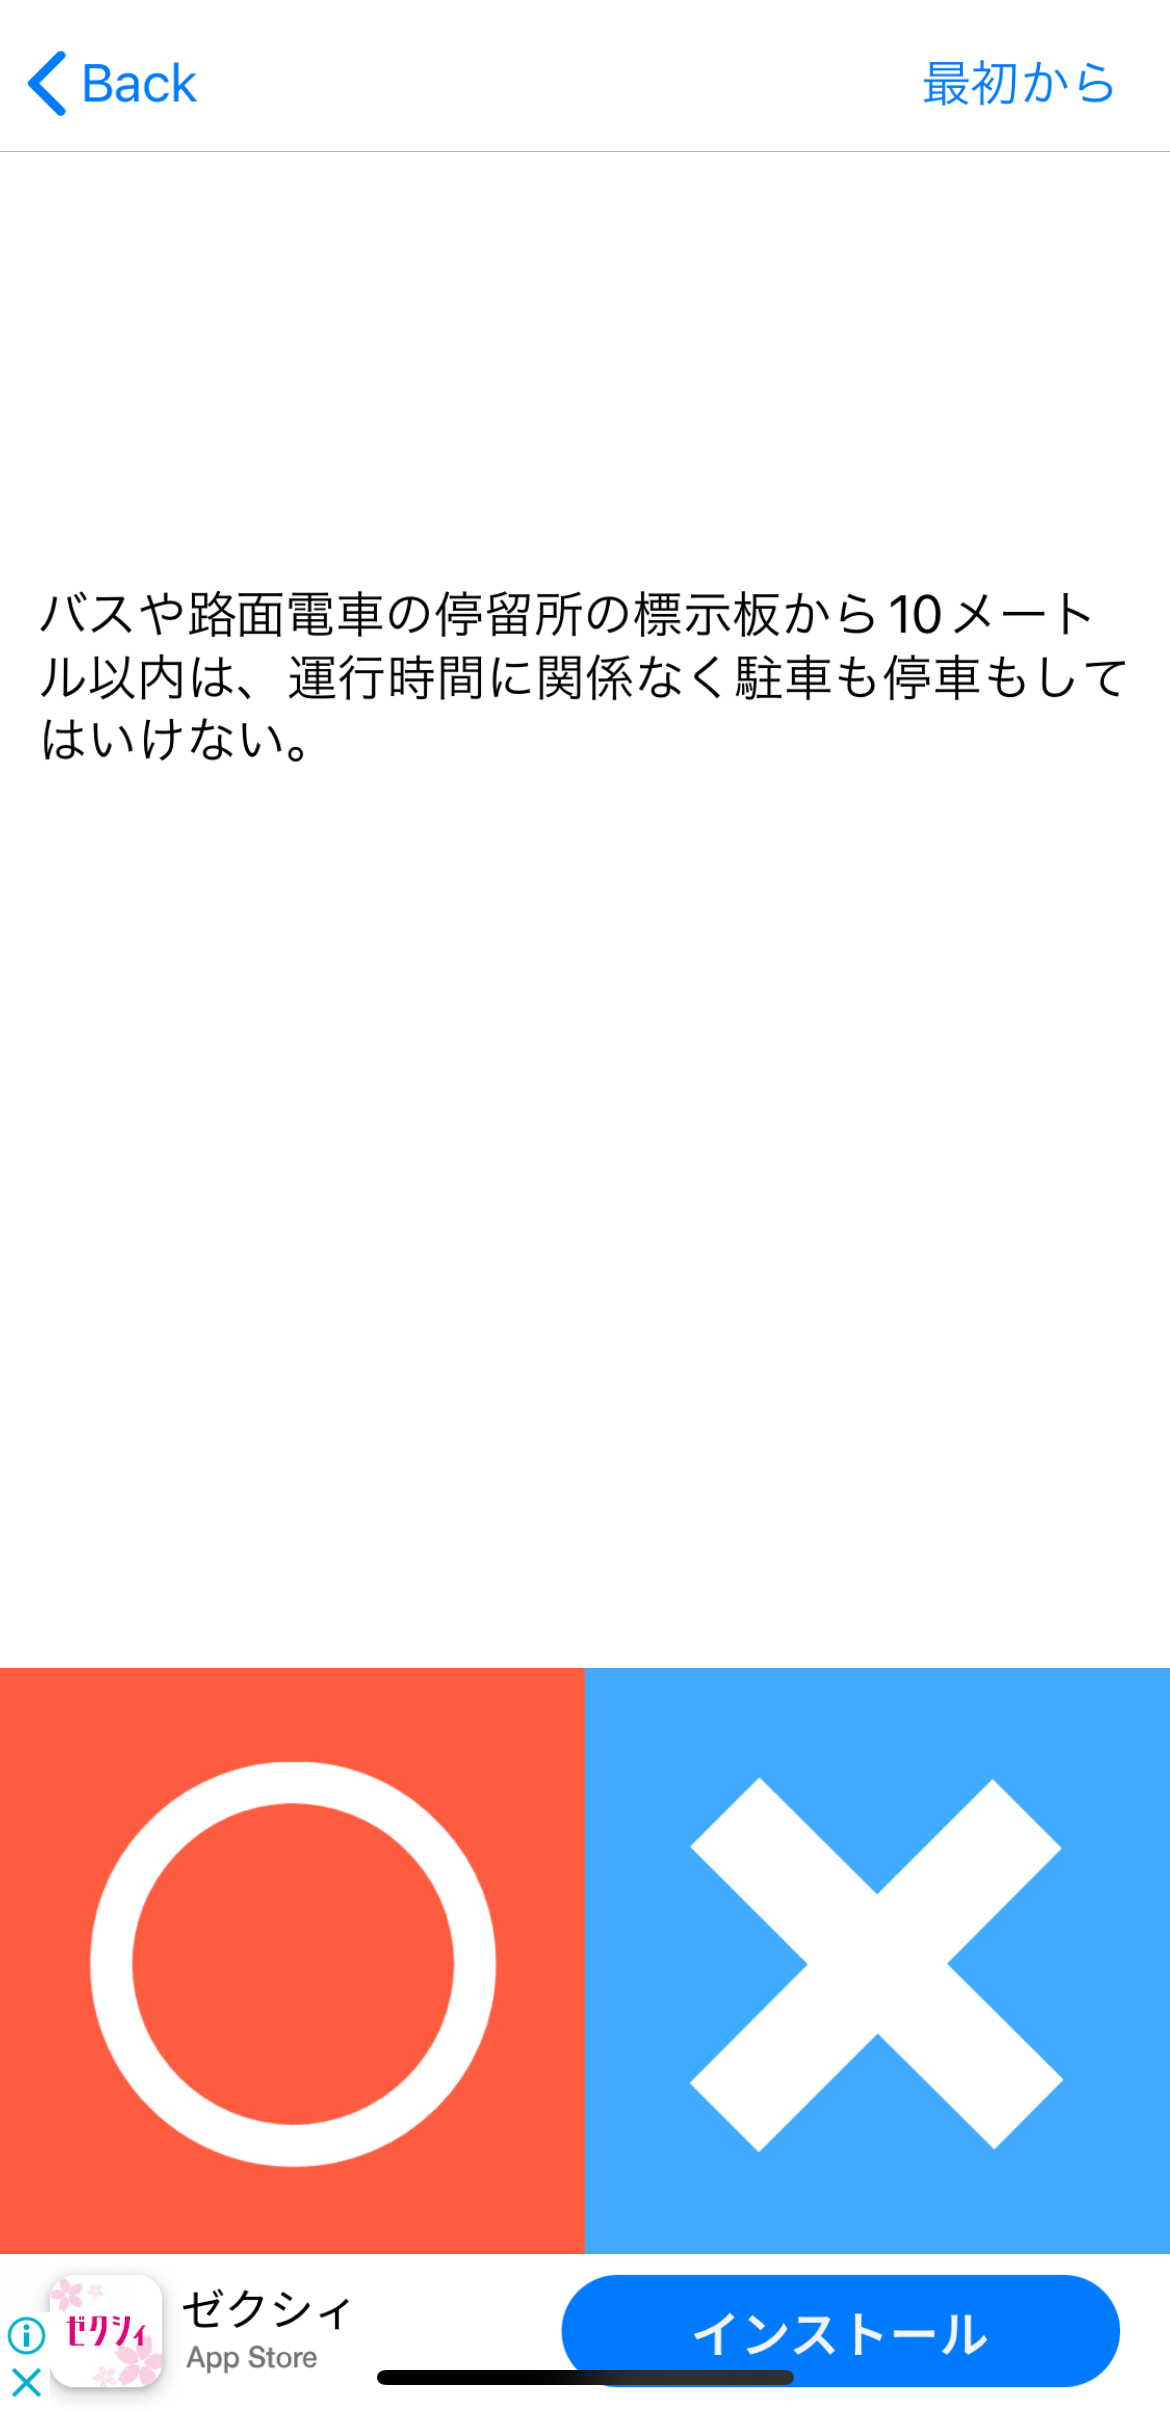 Back
最初から
バスや路面電車の停留所の標示板から10メート
ル以内は、運行時間に関係なく駐車も停車もして
はいけない。
ゼクシィ
ゼクシィ
App Store
インストール